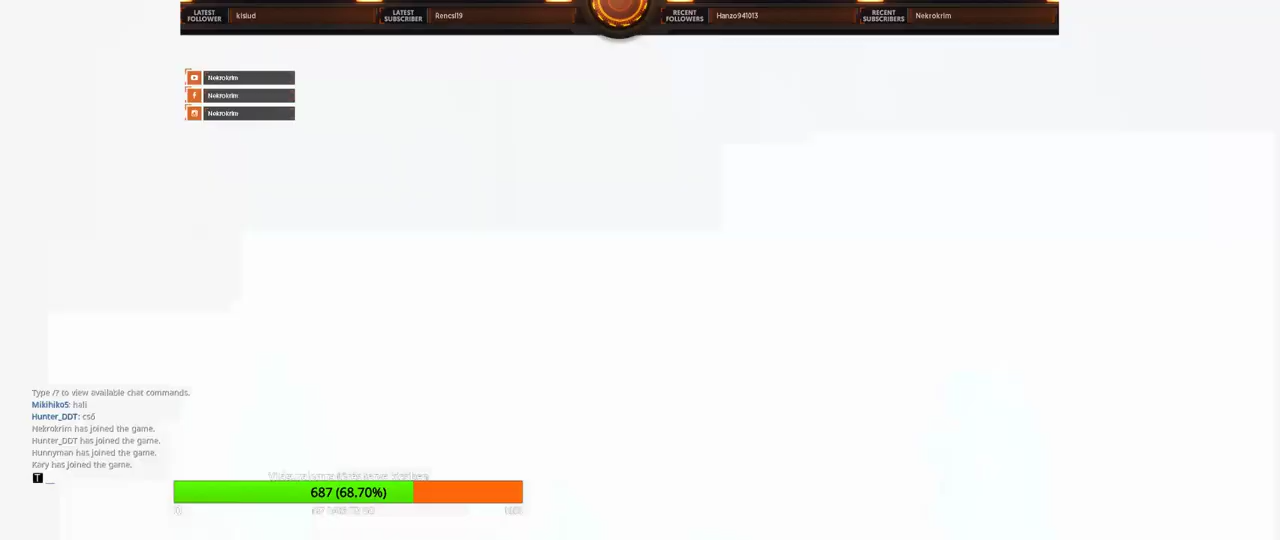 LATEST FOLLOWER kisiud
LATEST SUBSCRIBER Rencsi19
RECENT FOLLOWERS Hanzo941013
RECENT SUBSCRIBERS Nekrokrim
Nekrokrim
Nekrokrim
Nekrokrim
Type /? to view available chat commands.
Mikihiko5: hali
Hunter_DDT: cső
Nekrokrim has joined the game.
Hunter_DDT has joined the game.
Hunnyman has joined the game.
Kary has joined the game.
T
687 (68.70%)